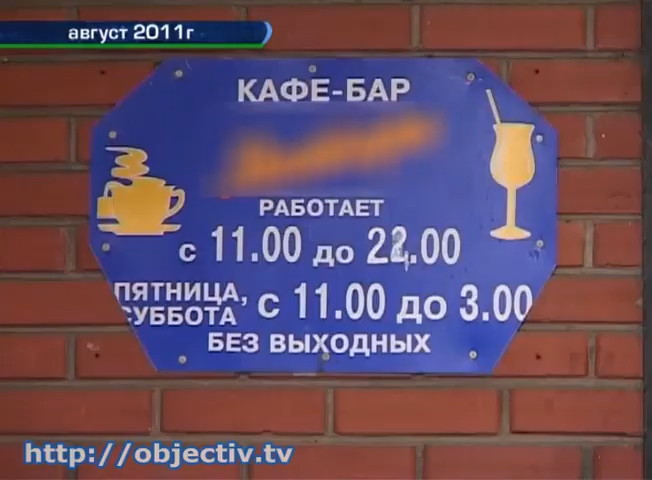 август 2011г
КАФЕ-БАР
РАБОТАЕТ
с 11.00 до 22.00
ПЯТНИЦА, СУББОТА с 11.00 до 3.00
БЕЗ ВЫХОДНЫХ
http://objectiv.tv